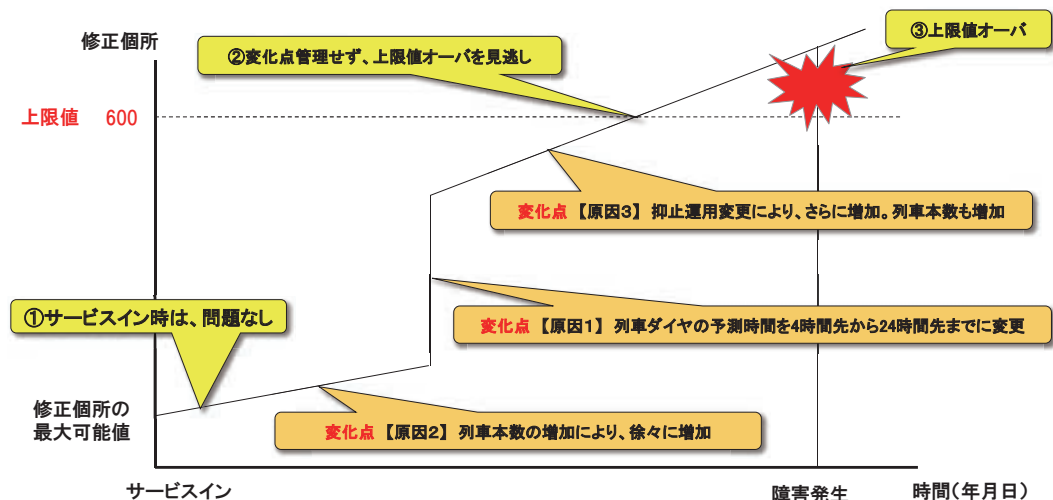 修正個所
③上限値オーバ
②変化点管理せず、上限値オーバを見逃し
上限値 600
変化点 【原因3】 抑止運用変更により、さらに増加。列車本数も増加
①サービスイン時は、問題なし
変化点 【原因1】 列車ダイヤの予測時間を4時間先から24時間先までに変更
修正個所の
最大可能値
変化点 【原因2】 列車本数の増加により、徐々に増加
サービスイン
障害発生
時間(年月日)